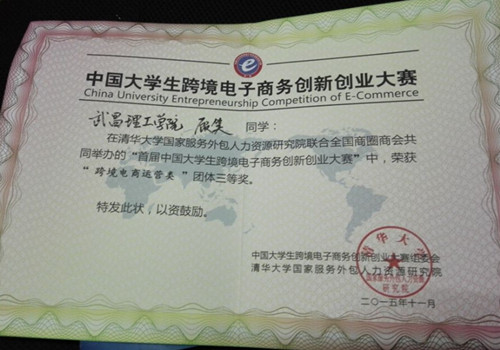 中国大学生跨境电子商务创新创业大赛
China University Entrepreneurship Competition of E-Commerce
武昌理工学院 同学:
在清华大学国家服务外包人力资源研究院联合全国商圈商会共
同举办的“首届中国大学生跨境电子商务创新创业大赛”中,荣获
“跨境电商运营类”团体三等奖。
特发此状,以资鼓励。
中国大学生跨境电子商务创新创业大赛组委会
清华大学国家服务外包人力资源研究院
清华大学
研究院
二〇一五年十一月